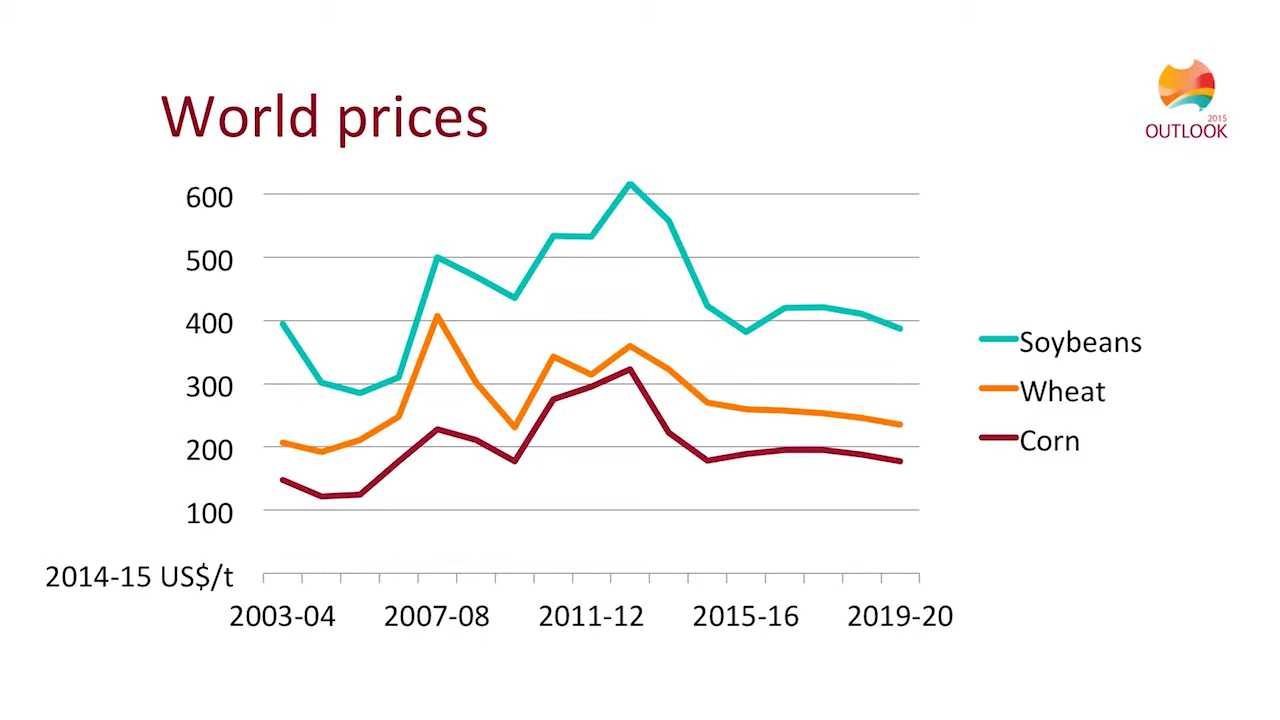 World prices
2015
OUTLOOK
600
500
400
300
200
100
2014-15 US$/t
2003-04 2007-08 2011-12 2015-16 2019-20
Soybeans
Wheat
Corn